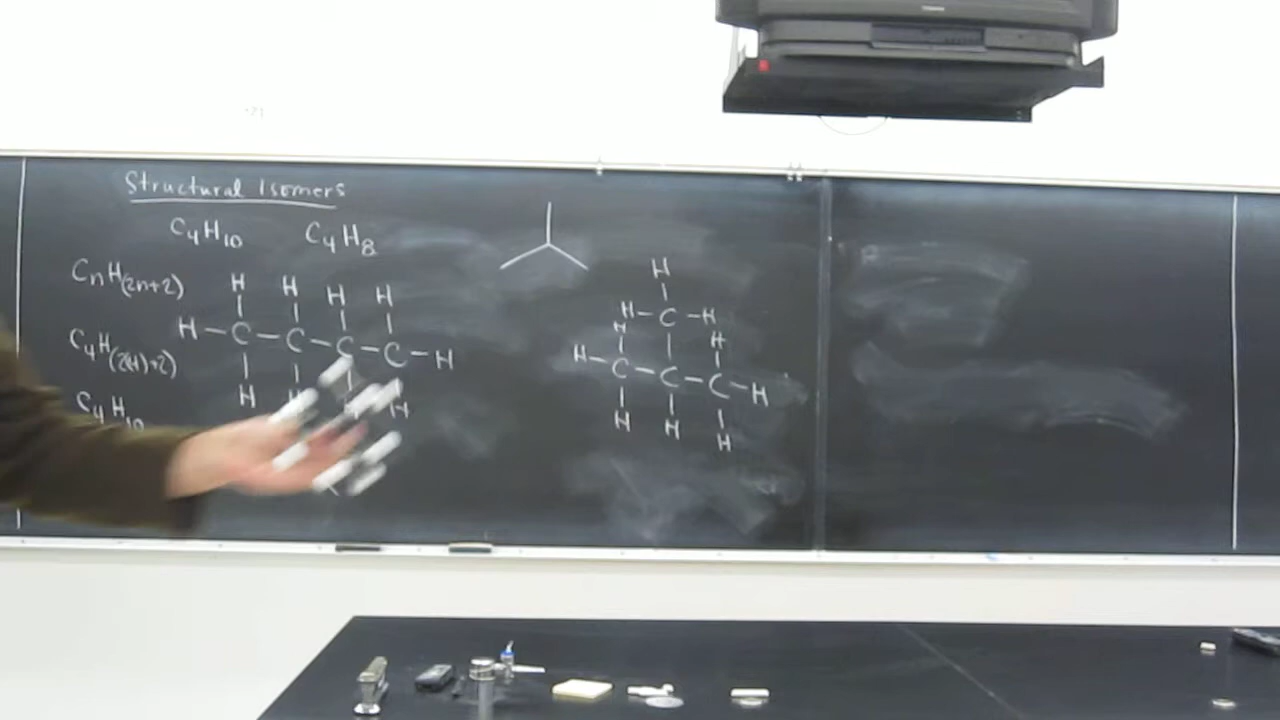 Structural Isomers
C4H10 C4H8
CnH(2n+2)
C4H(2(4)+2)
C4H10
H H H H
H-C-C-C-C-H
H H H H
H
H-C-H
H H
H-C-C-C-H
H H H